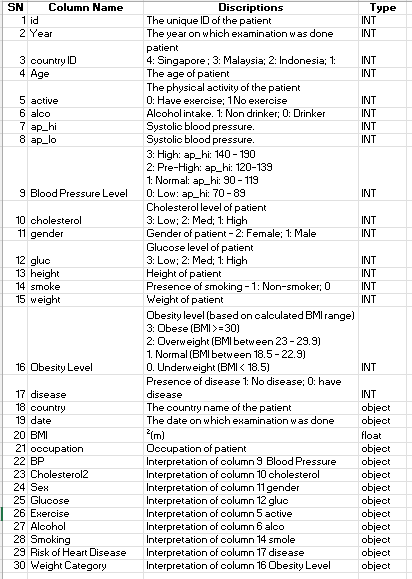 SN Column Name Discriptions Type
1 id The unique ID of the patient INT
2 Year The year on which examination was done INT
patient
3 country ID 4: Singapore ; 3: Malaysia; 2: Indonesia; 1: INT
4 Age The age of patient INT
The physical activity of the patient
5 active 0: Have exercise; 1 No exercise INT
6 alco Alcohol intake. 1: Non drinker; 0: Drinker INT
7 ap_hi Systolic blood pressure. INT
8 ap_lo Systolic blood pressure. INT
3: High: ap_hi: 140 - 190
2: Pre-High: ap_hi: 120-139
1: Normal: ap_hi: 90 - 119
9 Blood Pressure Level 0: Low: ap_hi: 70 - 89 INT
Cholesterol level of patient
10 cholesterol 3: Low; 2: Med; 1: High INT
11 gender Gender of patient - 2: Female; 1: Male INT
Glucose level of patient
12 gluc 3: Low; 2: Med; 1: High INT
13 height Height of patient INT
14 smoke Presence of smoking - 1: Non-smoker; 0 INT
15 weight Weight of patient INT
Obesity level (based on calculated BMI range)
3: Obese (BMI >=30)
2: Overweight (BMI between 23 - 29.9)
1. Normal (BMI between 18.5 - 22.9)
16 Obesity Level 0. Underweight (BMI < 18.5) INT
Presence of disease 1: No disease; 0: have
17 disease disease INT
18 country The country name of the patient object
19 date The date on which examination was done object
20 BMI ²(m) float
21 occupation Occupation of patient object
22 BP Interpretation of column 9 Blood Pressure object
23 Cholesterol2 Interpretation of column 10 cholesterol object
24 Sex Interpretation of column 11 gender object
25 Glucose Interpretation of column 12 gluc object
26 Exercise Interpretation of column 5 active object
27 Alcohol Interpretation of column 6 alco object
28 Smoking Interpretation of column 14 smole object
29 Risk of Heart Disease Interpretation of column 17 disease object
30 Weight Category Interpretation of column 16 Obesity Level object